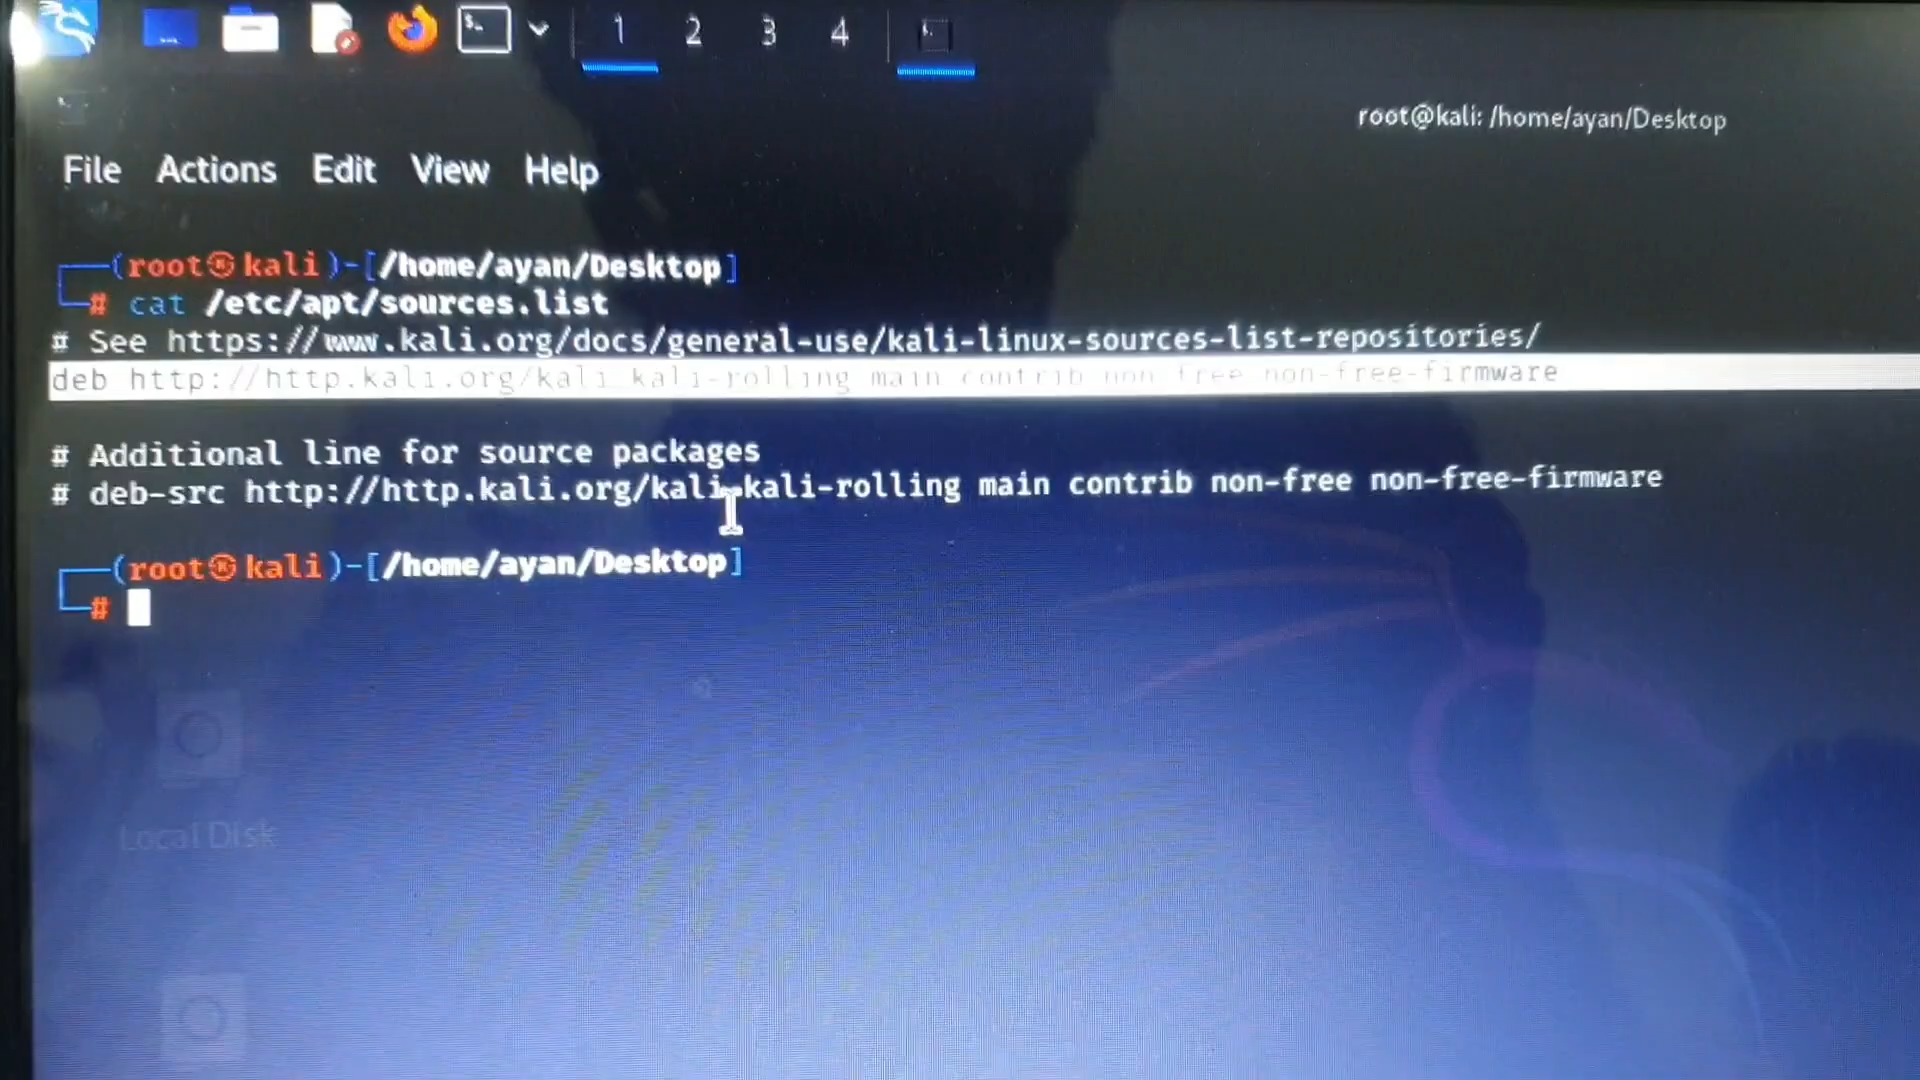 1 2 3 4
root@kali: /home/ayan/Desktop
File Actions Edit View Help
(root㉿kali)-[/home/ayan/Desktop]
# cat /etc/apt/sources.list
# See https://www.kali.org/docs/general-use/kali-linux-sources-list-repositories/
deb http://http.kali.org/kali kali-rolling main contrib non-free non-free-firmware
# Additional line for source packages
# deb-src http://http.kali.org/kali kali-rolling main contrib non-free non-free-firmware
(root㉿kali)-[/home/ayan/Desktop]
#
Local Disk